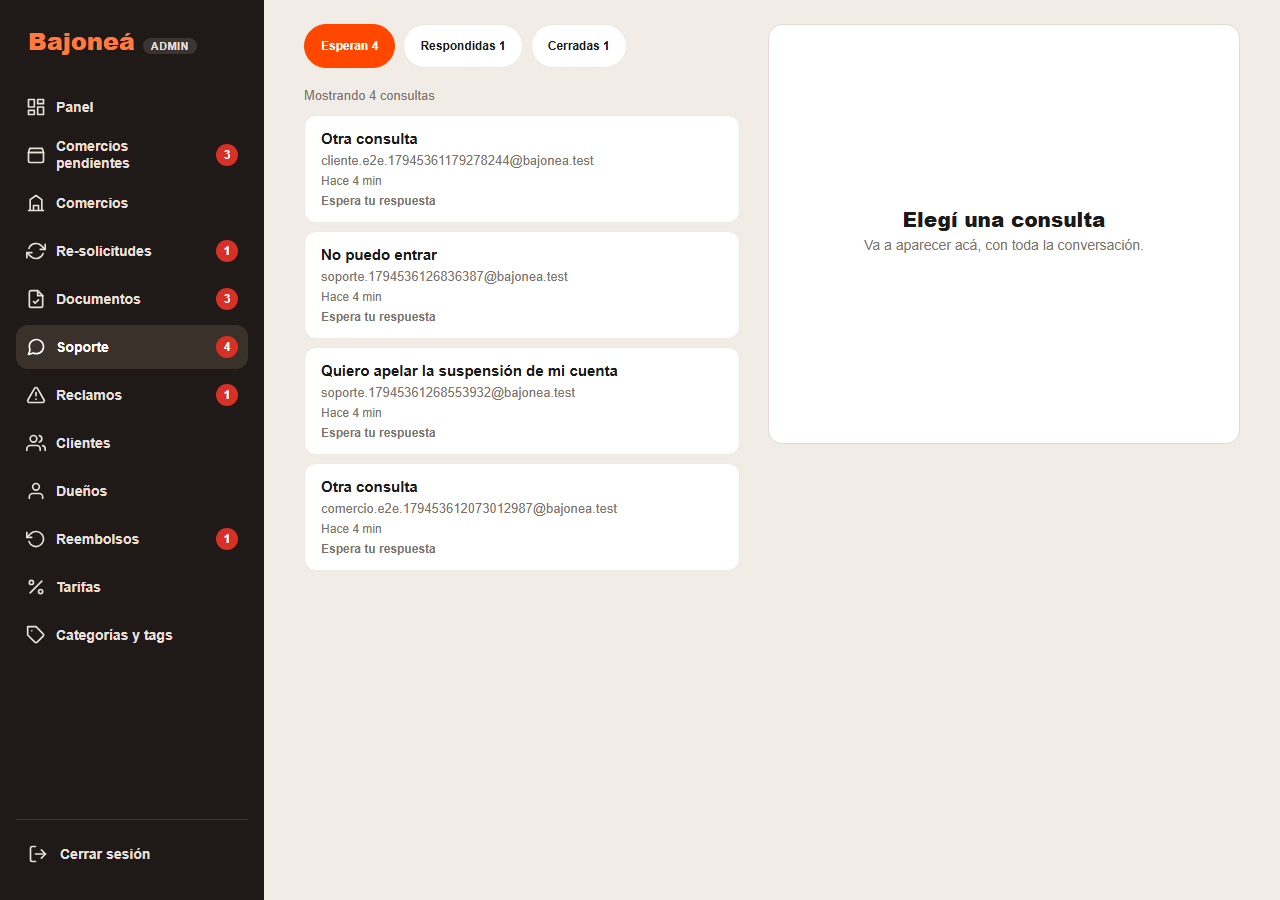 Bajoneá ADMIN
Panel
Comercios
pendientes
3
Comercios
Re-solicitudes 1
Documentos 3
Soporte 4
Reclamos 1
Clientes
Dueños
Reembolsos 1
Tarifas
Categorías y tags
Cerrar sesión
Esperan 4
Respondidas 1
Cerradas 1
Mostrando 4 consultas
Otra consulta
cliente.e2e.17945361179278244@bajonea.test
Hace 4 min
Espera tu respuesta
No puedo entrar
soporte.1794536126836387@bajonea.test
Hace 4 min
Espera tu respuesta
Quiero apelar la suspensión de mi cuenta
soporte.17945361268553932@bajonea.test
Hace 4 min
Espera tu respuesta
Otra consulta
comercio.e2e.179453612073012987@bajonea.test
Hace 4 min
Espera tu respuesta
Elegí una consulta
Va a aparecer acá, con toda la conversación.